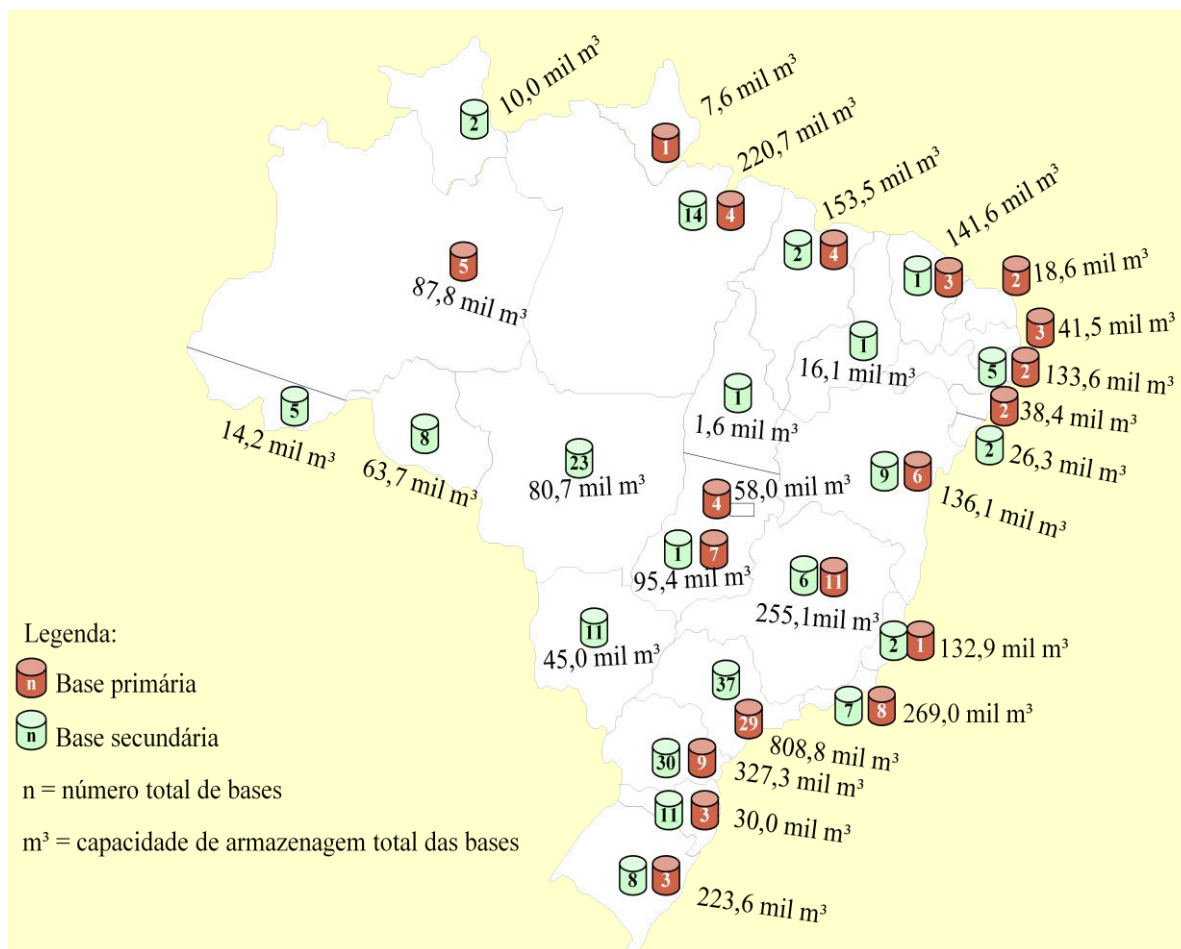 10,0 mil m³
2
7,6 mil m³
1
220,7 mil m³
14
4
153,5 mil m³
2
4
141,6 mil m³
1
3
2
18,6 mil m³
5
87,8 mil m³
3
41,5 mil m³
1
16,1 mil m³
5
2
133,6 mil m³
1
1,6 mil m³
2
38,4 mil m³
5
14,2 mil m³
8
63,7 mil m³
23
80,7 mil m³
2
26,3 mil m³
9
6
136,1 mil m³
4
58,0 mil m³
1
7
95,4 mil m³
6
11
255,1mil m³
11
45,0 mil m³
2
1
132,9 mil m³
37
29
808,8 mil m³
7
8
269,0 mil m³
30
9
327,3 mil m³
11
3
30,0 mil m³
8
3
223,6 mil m³
Legenda:
n
Base primária
n
Base secundária
n = número total de bases
m³ = capacidade de armazenagem total das bases